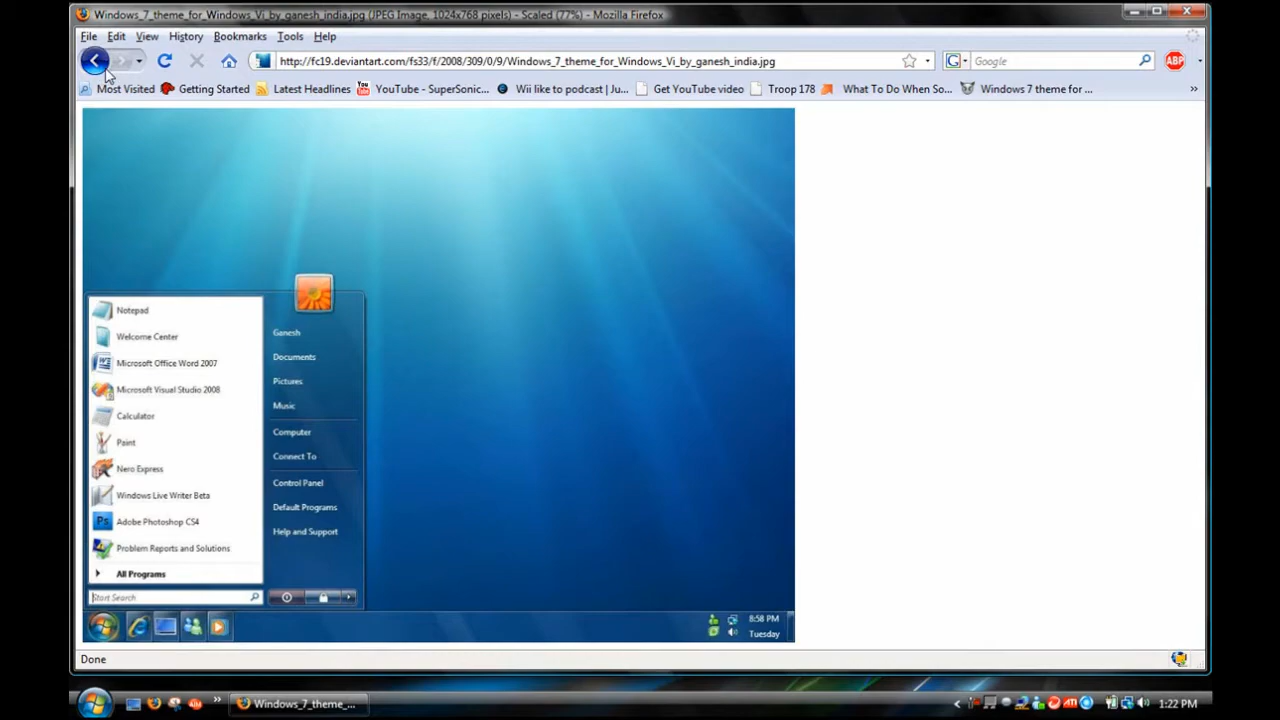 Windows_7_theme_for_Windows_Vi_by_ganesh_india.jpg (JPEG Image, 1024x768 pixels) - Scaled (77%) - Mozilla Firefox
File Edit View History Bookmarks Tools Help
http://fc19.deviantart.com/fs33/f/2008/309/0/9/Windows_7_theme_for_Windows_Vi_by_ganesh_india.jpg
G Google
ABP
Most Visited Getting Started Latest Headlines YouTube - SuperSonic... Wii like to podcast | Ju... Get YouTube video Troop 178 What To Do When So... Windows 7 theme for ... »
Notepad
Welcome Center
Microsoft Office Word 2007
Microsoft Visual Studio 2008
Calculator
Paint
Nero Express
Windows Live Writer Beta
Ps Adobe Photoshop CS4
Problem Reports and Solutions
All Programs
Start Search
Ganesh
Documents
Pictures
Music
Computer
Connect To
Control Panel
Default Programs
Help and Support
8:58 PM
Tuesday
Done
» Windows_7_theme_...
1:22 PM